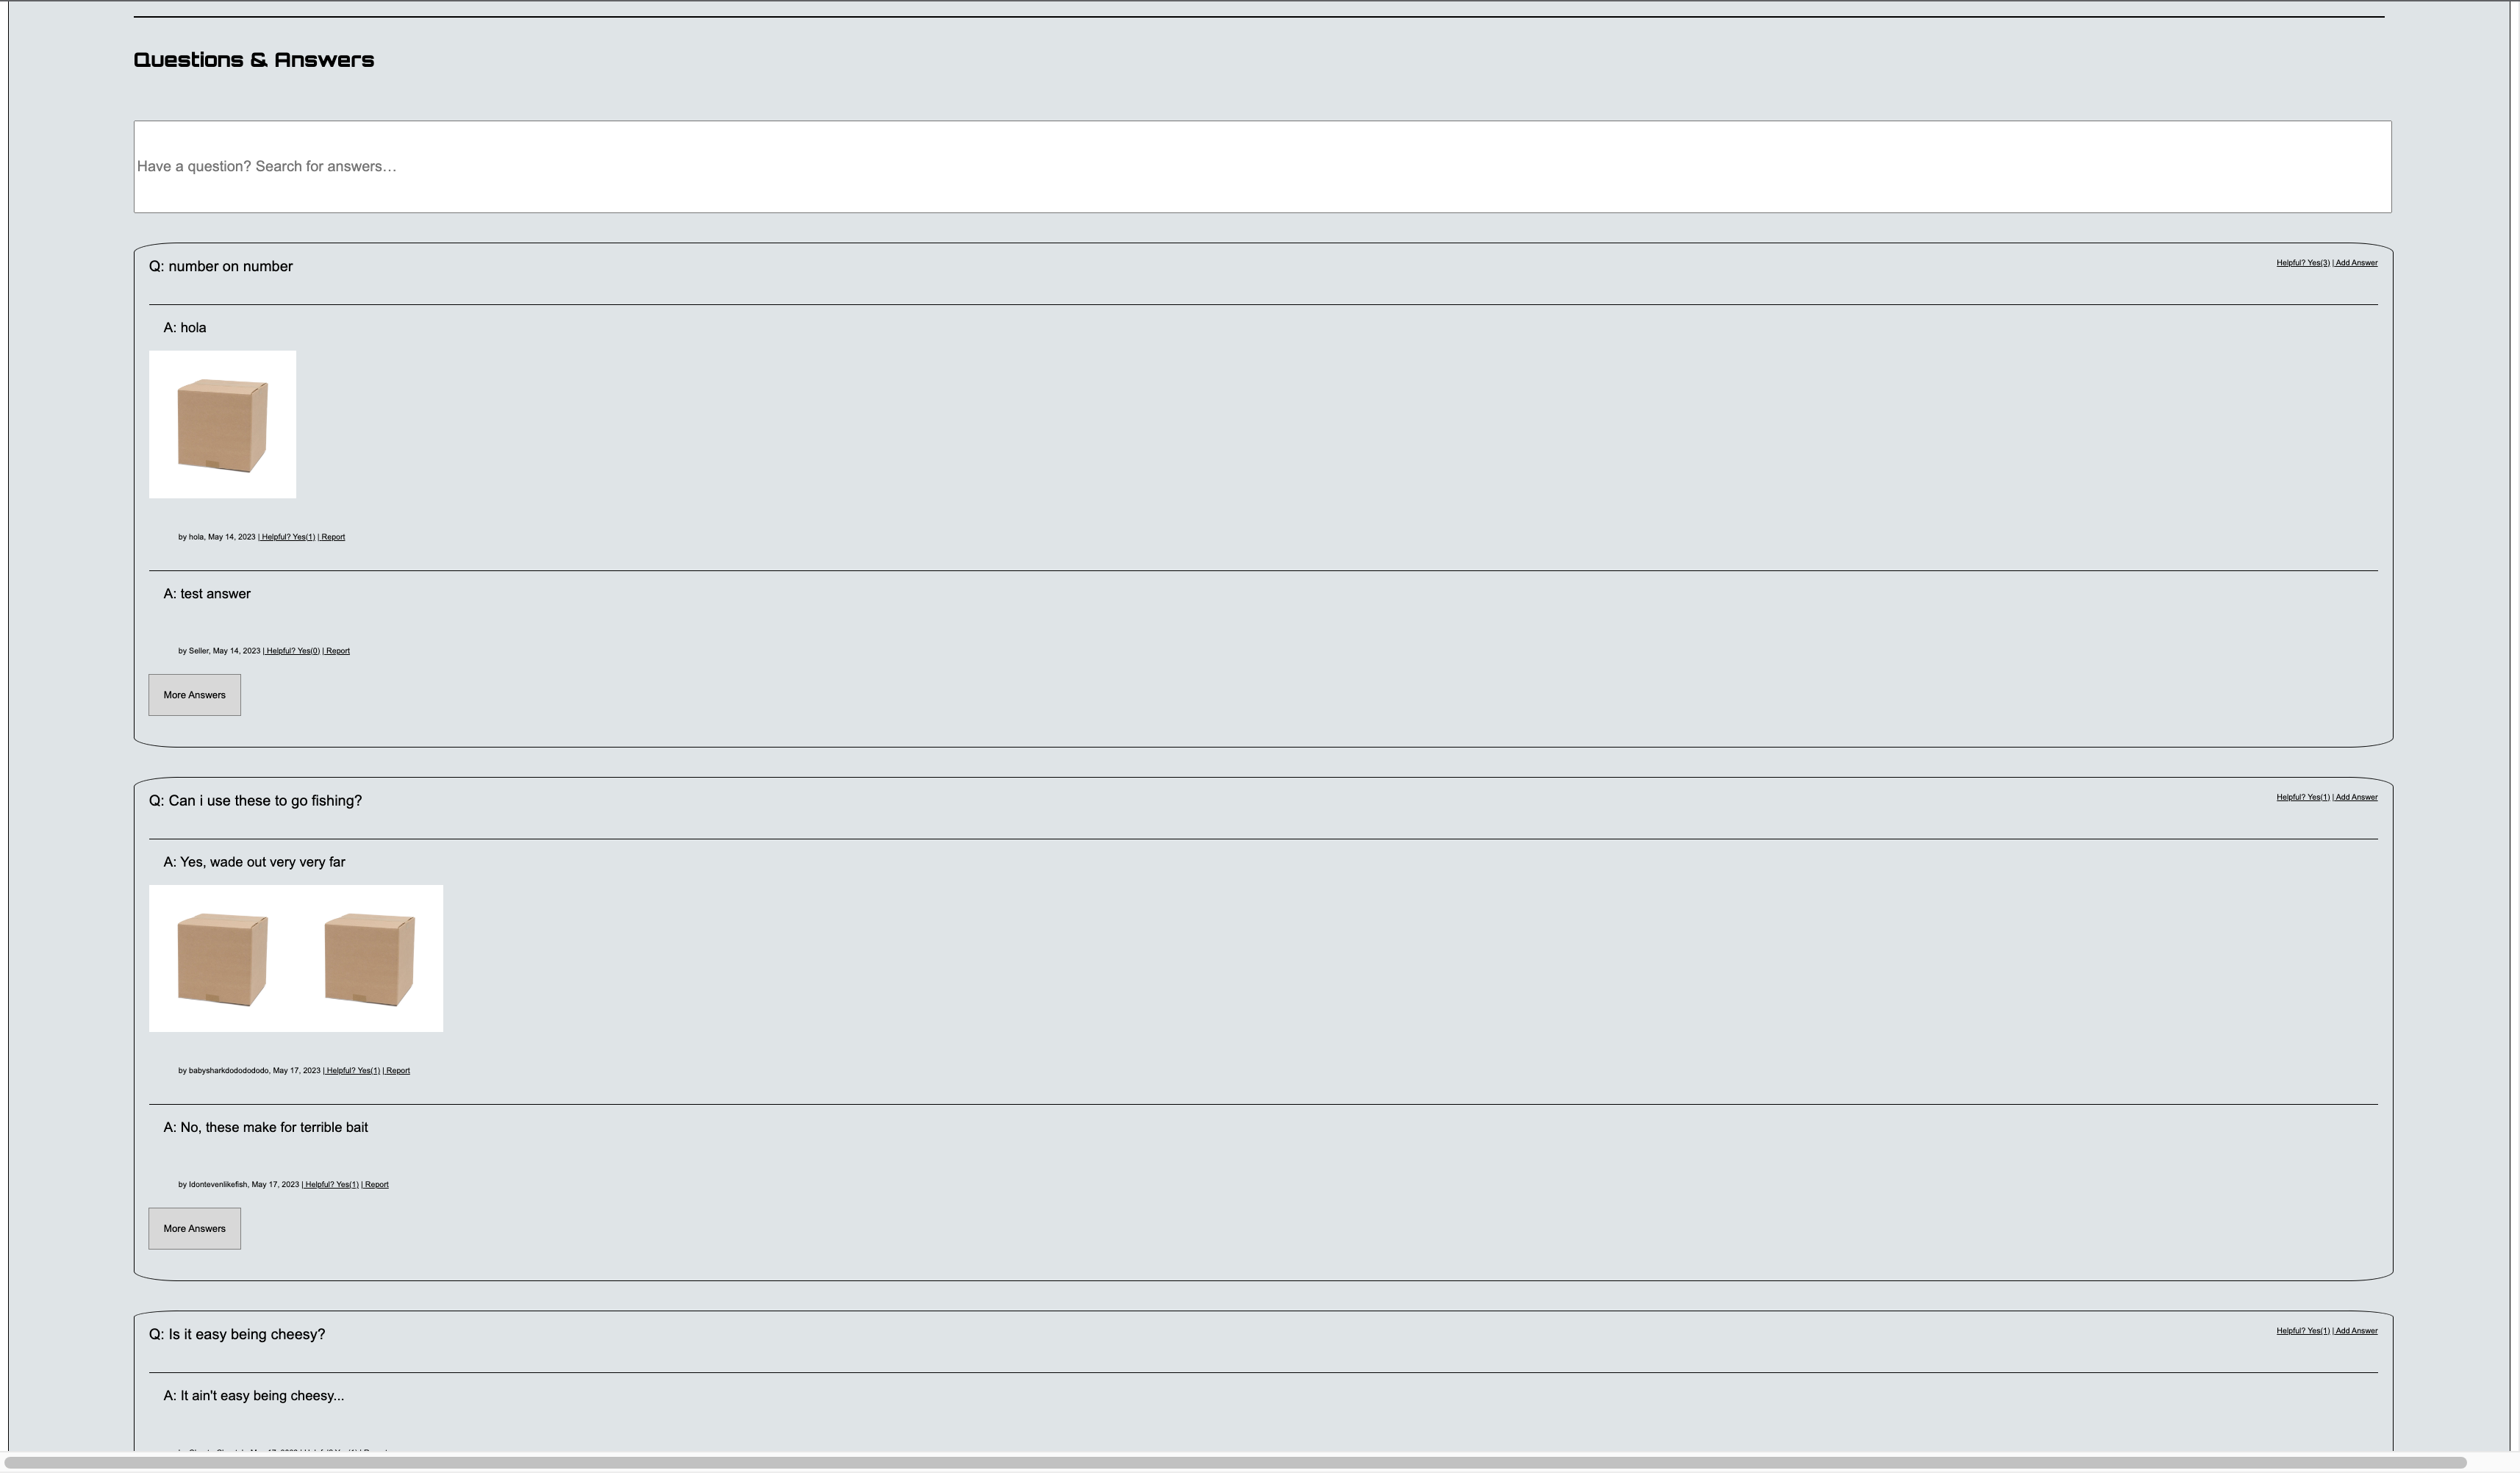 Questions & Answers
Have a question? Search for answers…
Q: number on number
Helpful? Yes(3) | Add Answer
A: hola
by hola, May 14, 2023 | Helpful? Yes(1) | Report
A: test answer
by Seller, May 14, 2023 | Helpful? Yes(0) | Report
More Answers
Q: Can i use these to go fishing?
Helpful? Yes(1) | Add Answer
A: Yes, wade out very very far
by babysharkdododododo, May 17, 2023 | Helpful? Yes(1) | Report
A: No, these make for terrible bait
by Idontevenlikefish, May 17, 2023 | Helpful? Yes(1) | Report
More Answers
Q: Is it easy being cheesy?
Helpful? Yes(1) | Add Answer
A: It ain't easy being cheesy...